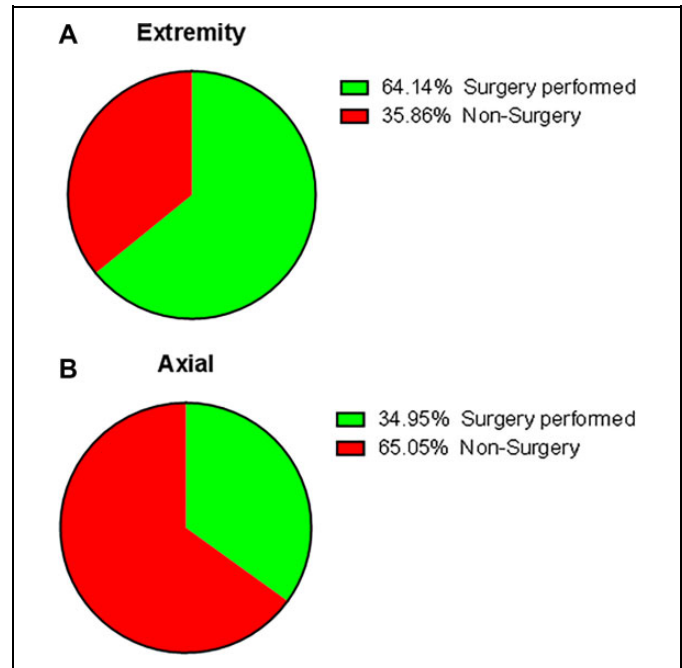 A Extremity
64.14% Surgery performed
35.86% Non-Surgery
B Axial
34.95% Surgery performed
65.05% Non-Surgery